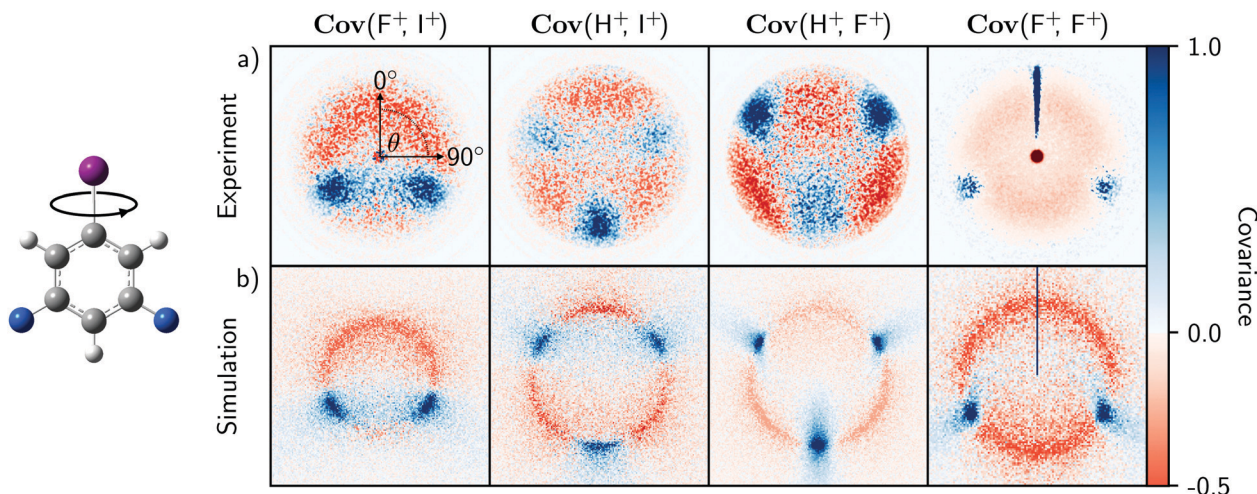 Cov(F⁺, I⁺) Cov(H⁺, I⁺) Cov(H⁺, F⁺) Cov(F⁺, F⁺)
a)
Experiment
0°
θ
90°
b)
Simulation
1.0
0.0
-0.5
Covariance